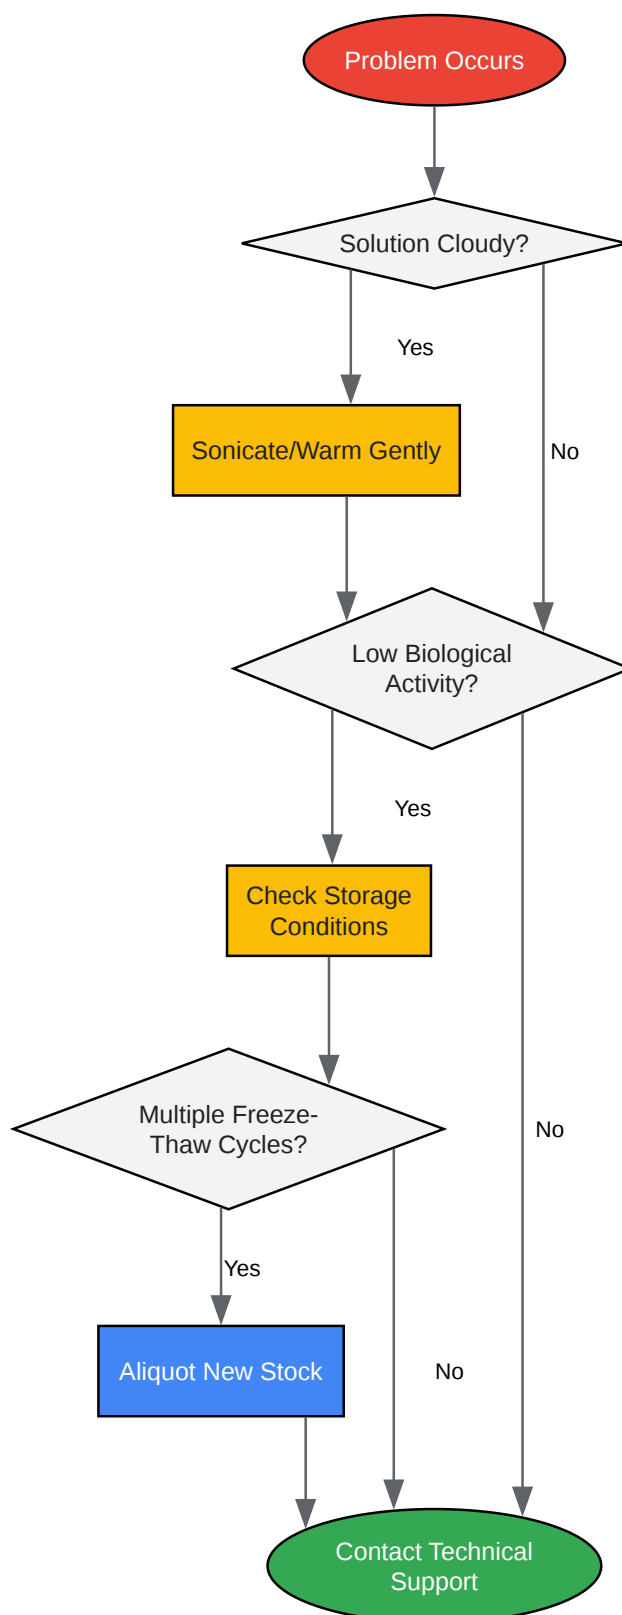 Problem Occurs
Solution Cloudy?
Yes
Sonicate/Warm Gently
No
Low Biological
Activity?
Yes
Check Storage
Conditions
Multiple Freeze-
Thaw Cycles?
No
Yes
Aliquot New Stock
No
Contact Technical
Support